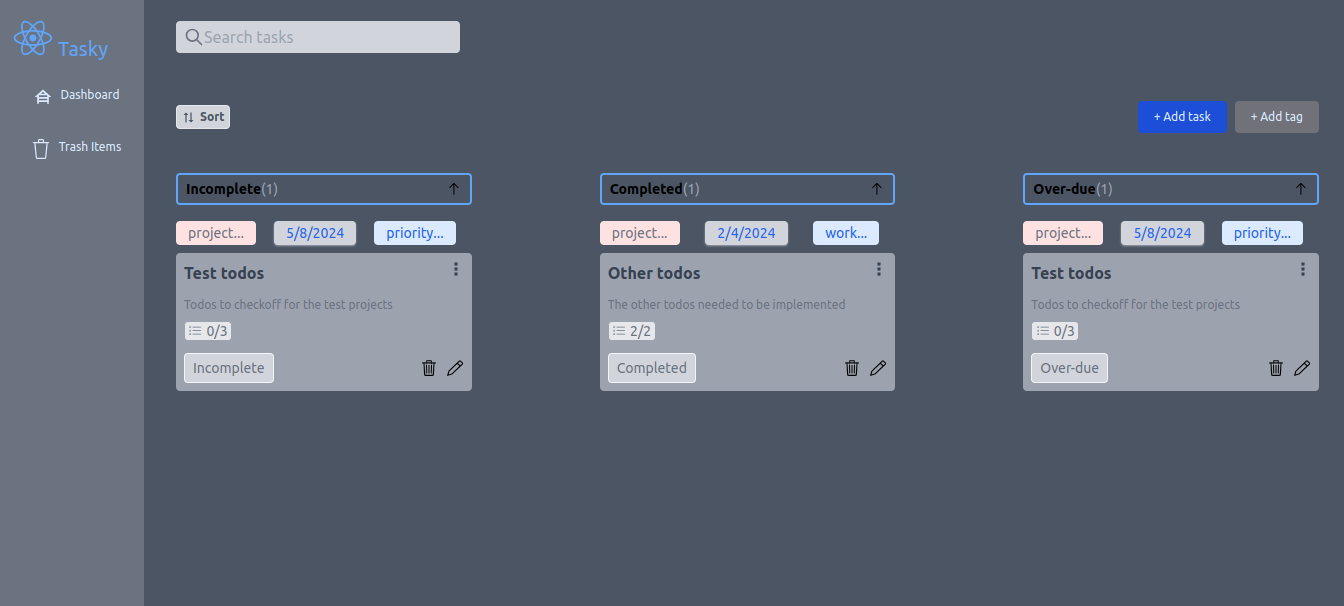 Tasky
Dashboard
Trash Items
Search tasks
Sort
+ Add task
+ Add tag
Incomplete(1)
project...
5/8/2024
priority...
Test todos
Todos to checkoff for the test projects
0/3
Incomplete
Completed(1)
project...
2/4/2024
work...
Other todos
The other todos needed to be implemented
2/2
Completed
Over-due(1)
project...
5/8/2024
priority...
Test todos
Todos to checkoff for the test projects
0/3
Over-due